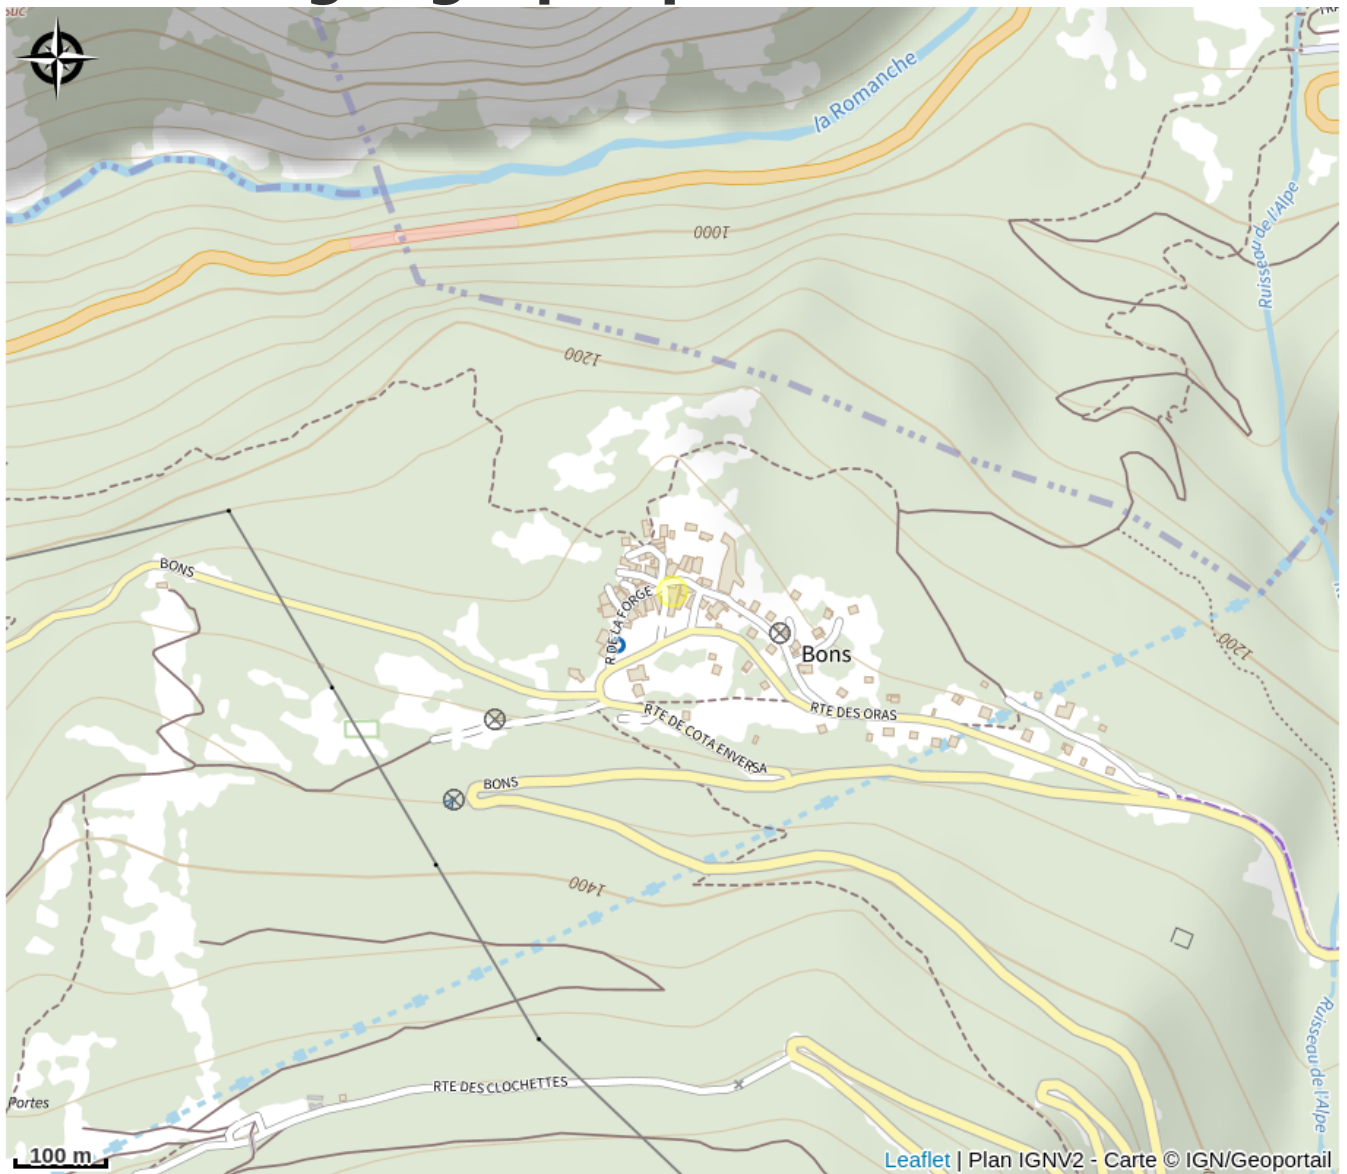 la Romanche
Ruisseau de l'Alpe
1000
1200
BONS
R DE LA FORGE
Bons
1200
RTE DE COTA ENVERSA
RTE DES ORAS
BONS
1400
Ruisseau de l'Alpe
RTE DES CLOCHETTES
Portes
100 m
Leaflet | Plan IGNV2 - Carte © IGN/Geoportail